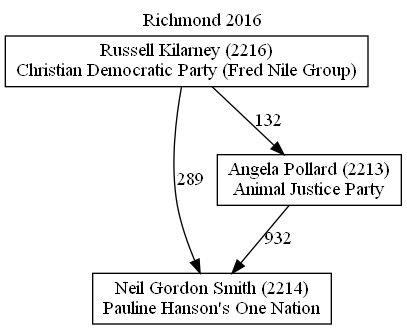 Richmond 2016
Russell Kilarney (2216)
Christian Democratic Party (Fred Nile Group)
132
289
Angela Pollard (2213)
Animal Justice Party
932
Neil Gordon Smith (2214)
Pauline Hanson's One Nation